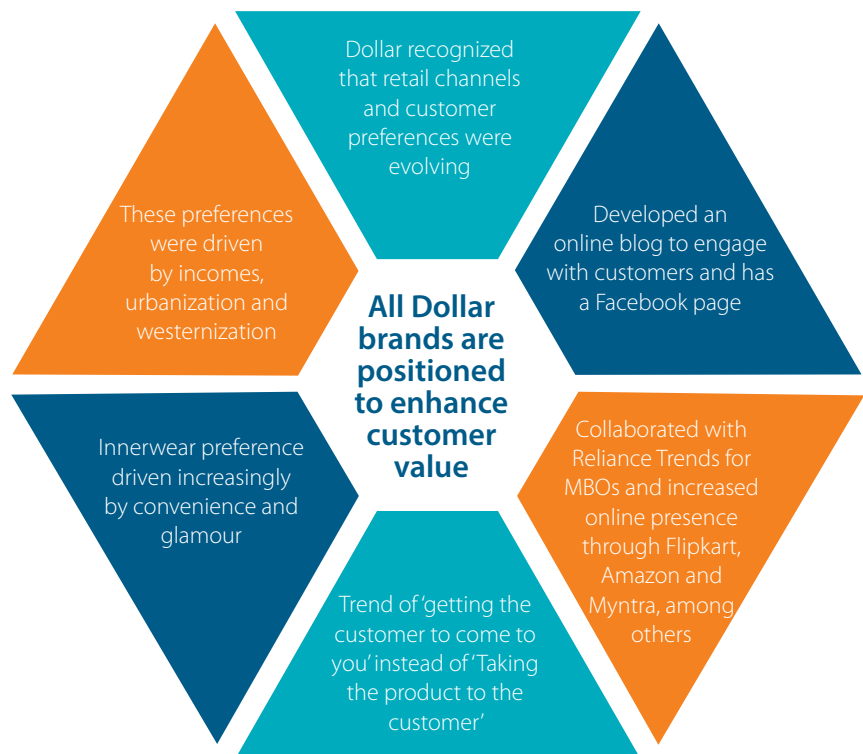 Dollar recognized
that retail channels
and customer
preferences were
evolving
Developed an
online blog to engage
with customers and has
a Facebook page
Collaborated with
Reliance Trends for
MBOs and increased
online presence
through Flipkart,
Amazon and
Myntra, among
others
Trend of ‘getting the
customer to come to
you’ instead of ‘Taking
the product to the
customer’
Innerwear preference
driven increasingly
by convenience and
glamour
These preferences
were driven
by incomes,
urbanization and
westernization
All Dollar
brands are
positioned
to enhance
customer
value